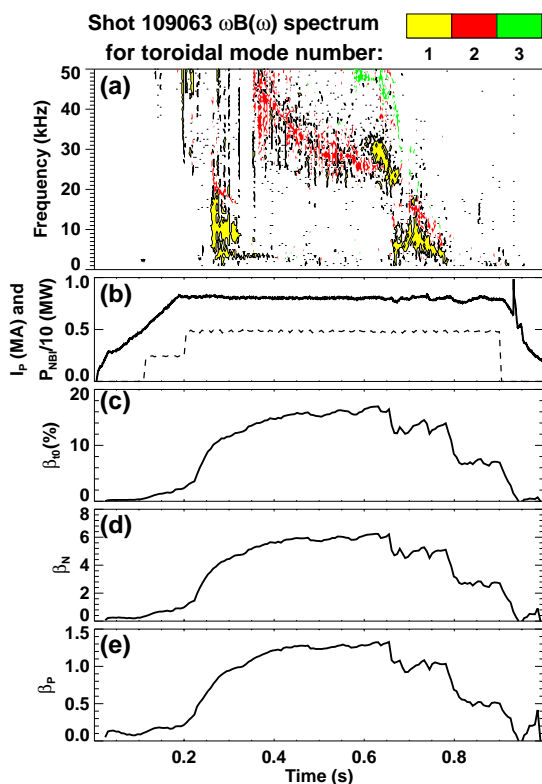 Shot 109063 ωB(ω) spectrum
for toroidal mode number:
1 2 3
(a)
Frequency (kHz)
50
40
30
20
10
0
(b)
I_P (MA) and
P_NBI/10 (MW)
1.0
0.5
0.0
(c)
β_t0(%)
20
10
0
(d)
β_N
8
6
4
2
0
(e)
β_P
1.5
1.0
0.5
0.0
0.2 0.4 0.6 0.8
Time (s)